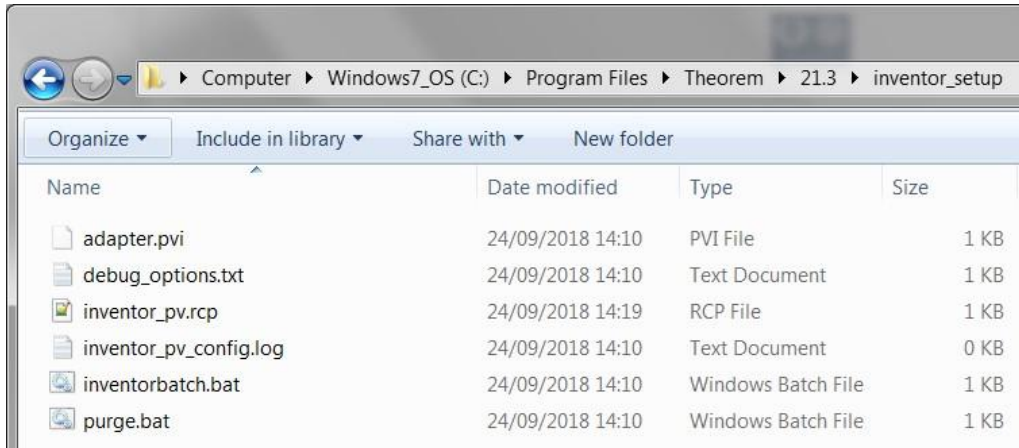 Computer Windows7_OS (C:) Program Files Theorem 21.3 inventor_setup
Organize Include in library Share with New folder
Name Date modified Type Size
adapter.pvi 24/09/2018 14:10 PVI File 1 KB
debug_options.txt 24/09/2018 14:10 Text Document 1 KB
inventor_pv.rcp 24/09/2018 14:19 RCP File 1 KB
inventor_pv_config.log 24/09/2018 14:10 Text Document 0 KB
inventorbatch.bat 24/09/2018 14:10 Windows Batch File 1 KB
purge.bat 24/09/2018 14:10 Windows Batch File 1 KB